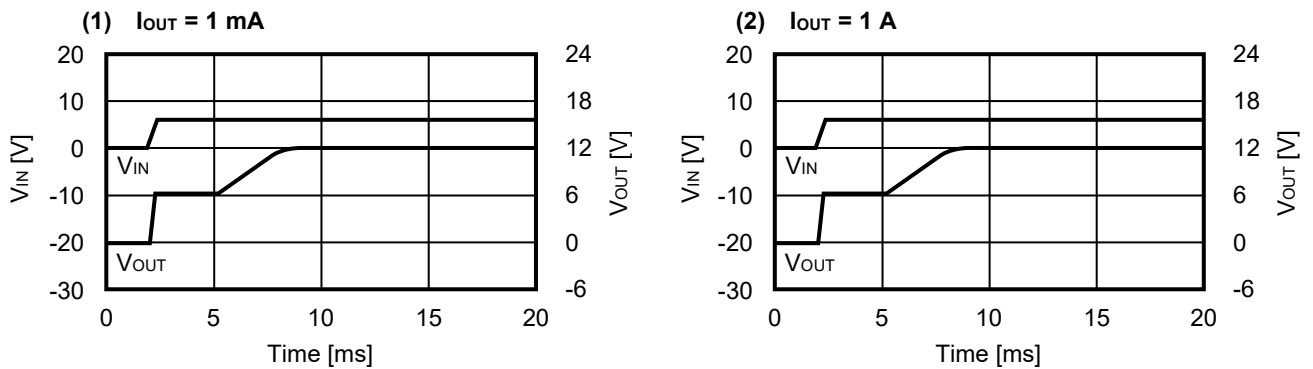 (1) IOUT = 1 mA
20
10
0
-10
-20
-30
VIN [V]
24
18
12
6
0
-6
VOUT [V]
VIN
VOUT
0 5 10 15 20
Time [ms]
(2) IOUT = 1 A
20
10
0
-10
-20
-30
VIN [V]
24
18
12
6
0
-6
VOUT [V]
VIN
VOUT
0 5 10 15 20
Time [ms]